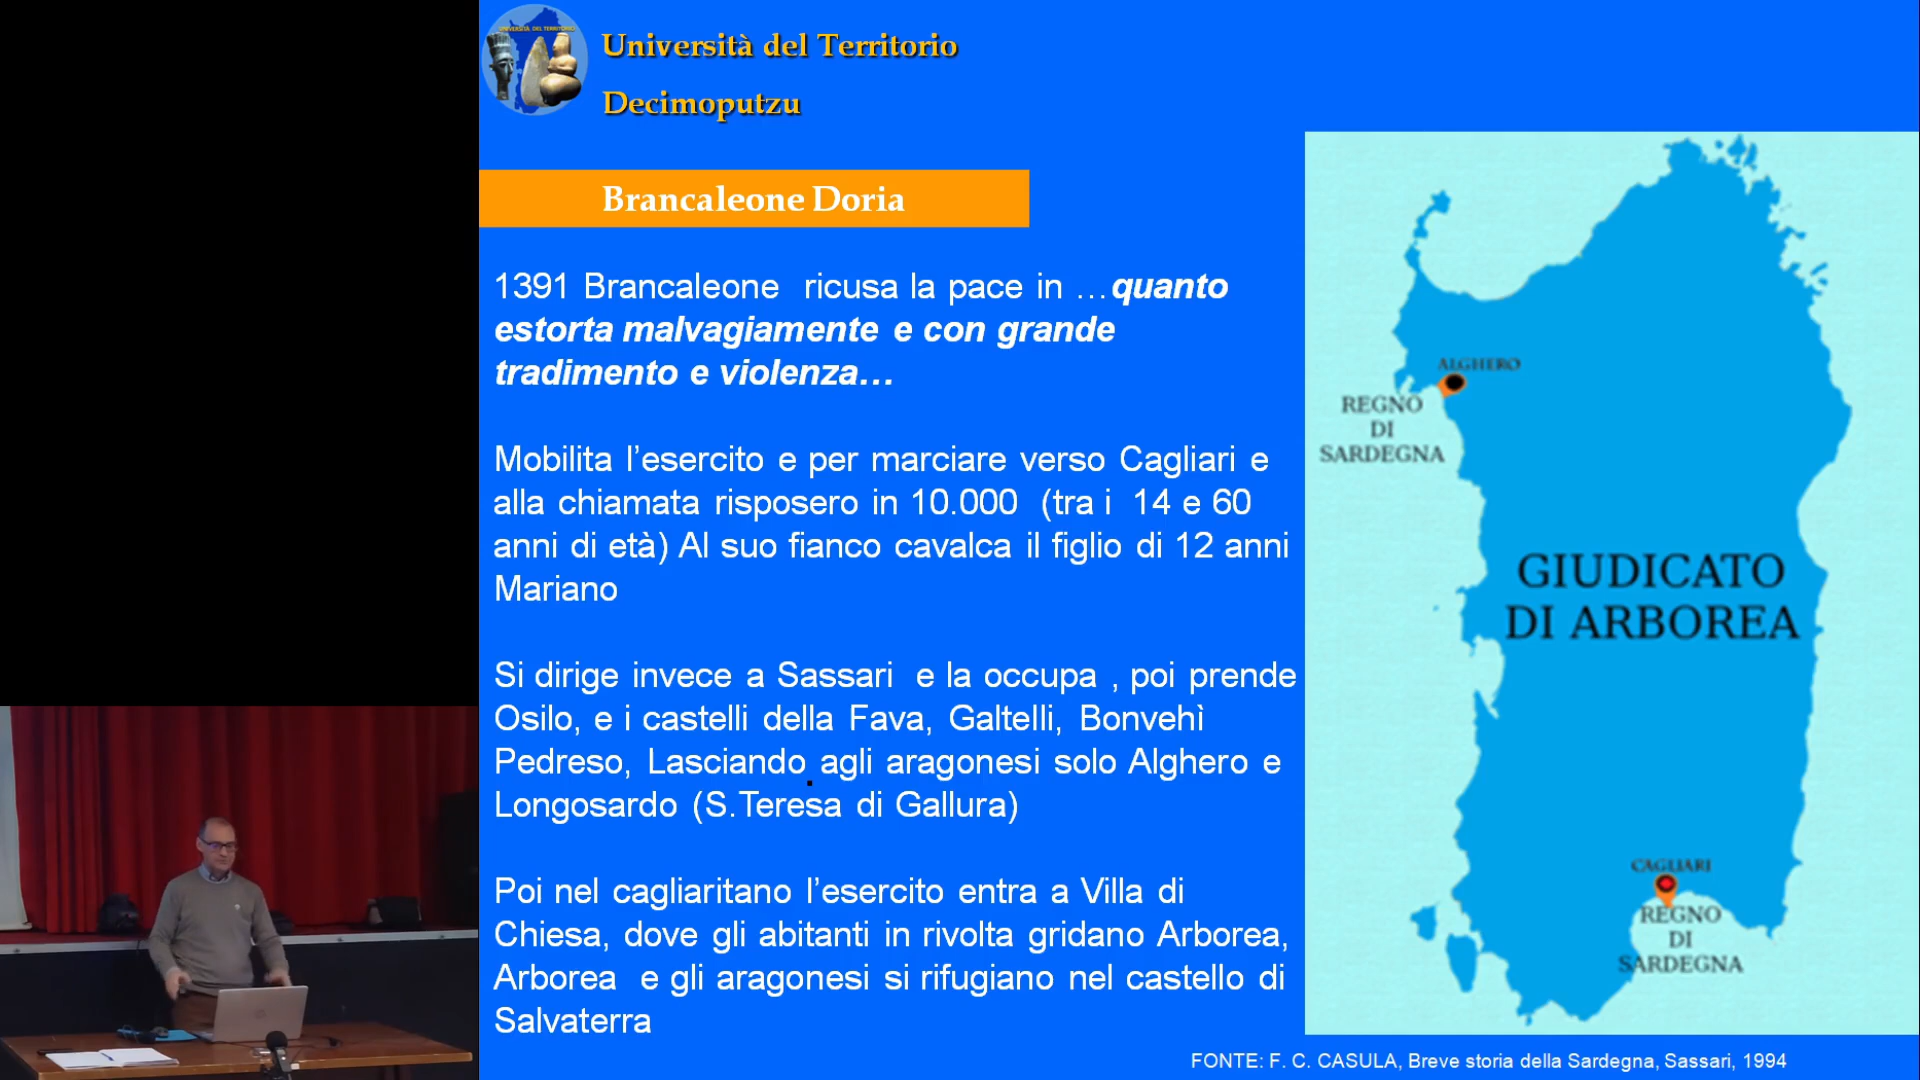 UNIVERSITÀ DEL TERRITORIO
Università del Territorio
Decimoputzu
Brancaleone Doria
1391 Brancaleone ricusa la pace in …quanto
estorta malvagiamente e con grande
tradimento e violenza…
Mobilita l’esercito e per marciare verso Cagliari e
alla chiamata risposero in 10.000 (tra i 14 e 60
anni di età) Al suo fianco cavalca il figlio di 12 anni
Mariano
Si dirige invece a Sassari e la occupa , poi prende
Osilo, e i castelli della Fava, Galtelli, Bonvehì
Pedreso, Lasciando agli aragonesi solo Alghero e
Longosardo (S.Teresa di Gallura)
Poi nel cagliaritano l’esercito entra a Villa di
Chiesa, dove gli abitanti in rivolta gridano Arborea,
Arborea e gli aragonesi si rifugiano nel castello di
Salvaterra
ALGHERO
REGNO
DI
SARDEGNA
GIUDICATO
DI ARBOREA
CAGLIARI
REGNO
DI
SARDEGNA
FONTE: F. C. CASULA, Breve storia della Sardegna, Sassari, 1994